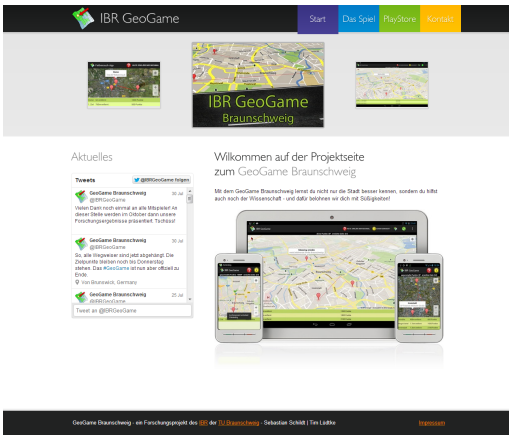 IBR GeoGame
Start Das Spiel PlayStore Kontakt
IBR GeoGame
Braunschweig
Aktuelles
Tweets
@IBRGeoGame folgen
GeoGame Braunschweig 30 Jul
@IBRGeoGame
Vielen Dank noch einmal an alle Mitspieler! An
dieser Stelle werden im Oktober dann unsere
Forschungsergebnisse präsentiert. Tschüss!
GeoGame Braunschweig 30 Jul
@IBRGeoGame
So, alle Wegweiser sind jetzt abgehängt. Die
Zielpunkte bleiben noch bis Donnerstag
stehen. Das #GeoGame ist nun aber offiziell zu
Ende.
Von Brunswick, Germany
GeoGame Braunschweig 25 Jul
@IBRGeoGame
Tweet an @IBRGeoGame
Wilkommen auf der Projektseite
zum GeoGame Braunschweig
Mit dem GeoGame Braunschweig lernst du nicht nur die Stadt besser kennen, sondern du hilfst
auch noch der Wissenschaft - und dafür belohnen wir dich mit Süßigkeiten!
GeoGame Braunschweig - ein Forschungsprojekt des IBR der TU Braunschweig - Sebastian Schildt | Tim Lüdtke
Impressum